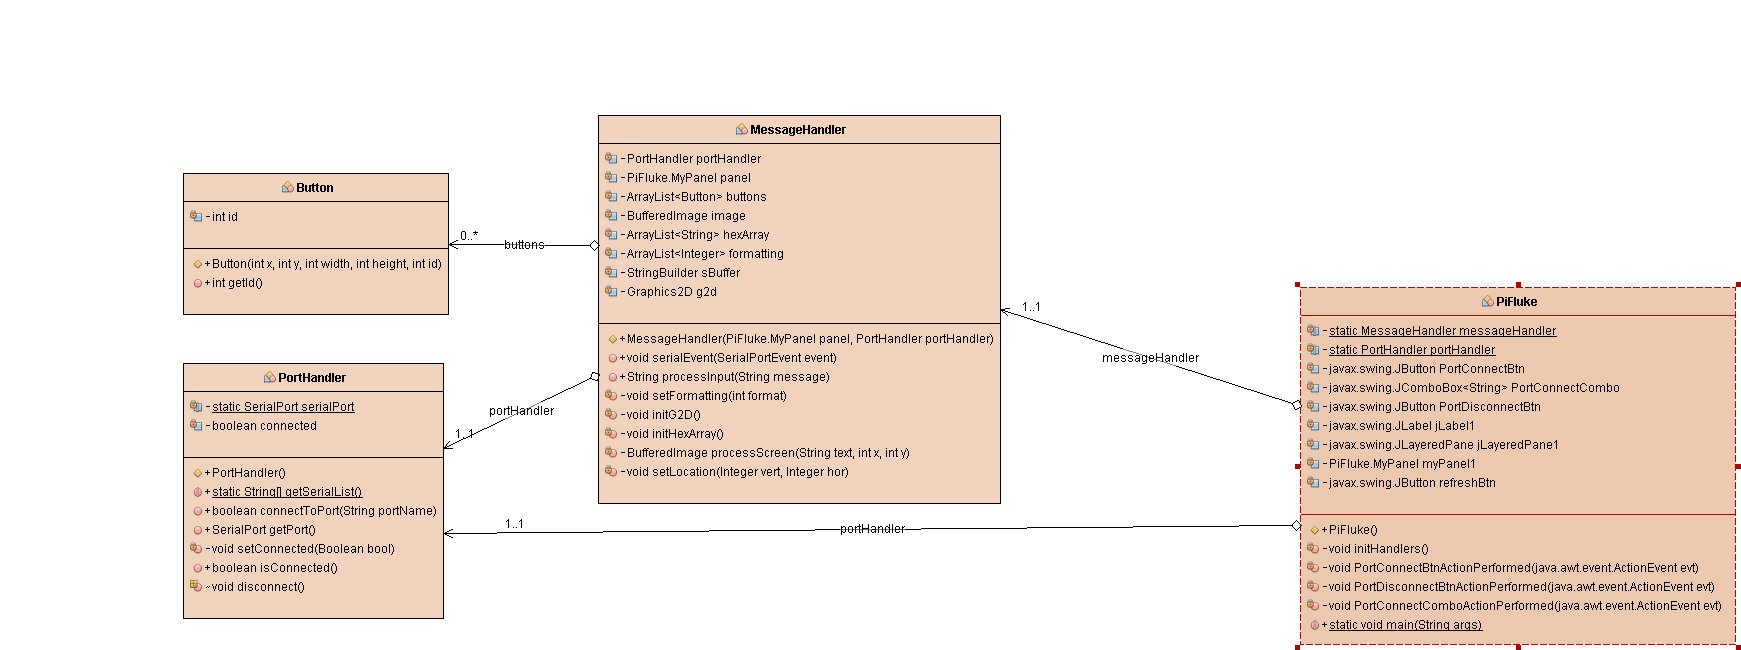 Button
-int id
+Button(int x, int y, int width, int height, int id)
+int getId()
0..*
buttons
MessageHandler
-PortHandler portHandler
-PiFluke.MyPanel panel
-ArrayList<Button> buttons
-BufferedImage image
-ArrayList<String> hexArray
-ArrayList<Integer> formatting
-StringBuilder sBuffer
-Graphics2D g2d
+MessageHandler(PiFluke.MyPanel panel, PortHandler portHandler)
+void serialEvent(SerialPortEvent event)
+String processInput(String message)
-void setFormatting(int format)
-void initG2D()
-void initHexArray()
-BufferedImage processScreen(String text, int x, int y)
-void setLocation(Integer vert, Integer hor)
1..1
messageHandler
PortHandler
-static SerialPort serialPort
-boolean connected
+PortHandler()
+static String[] getSerialList()
+boolean connectToPort(String portName)
+SerialPort getPort()
-void setConnected(Boolean bool)
+boolean isConnected()
~void disconnect()
portHandler
1..1
1..1
portHandler
PiFluke
-static MessageHandler messageHandler
-static PortHandler portHandler
-javax.swing.JButton PortConnectBtn
-javax.swing.JComboBox<String> PortConnectCombo
-javax.swing.JButton PortDisconnectBtn
-javax.swing.JLabel jLabel1
-javax.swing.JLayeredPane jLayeredPane1
-PiFluke.MyPanel myPanel1
-javax.swing.JButton refreshBtn
+PiFluke()
-void initHandlers()
-void PortConnectBtnActionPerformed(java.awt.event.ActionEvent evt)
-void PortDisconnectBtnActionPerformed(java.awt.event.ActionEvent evt)
-void PortConnectComboActionPerformed(java.awt.event.ActionEvent evt)
+static void main(String args)